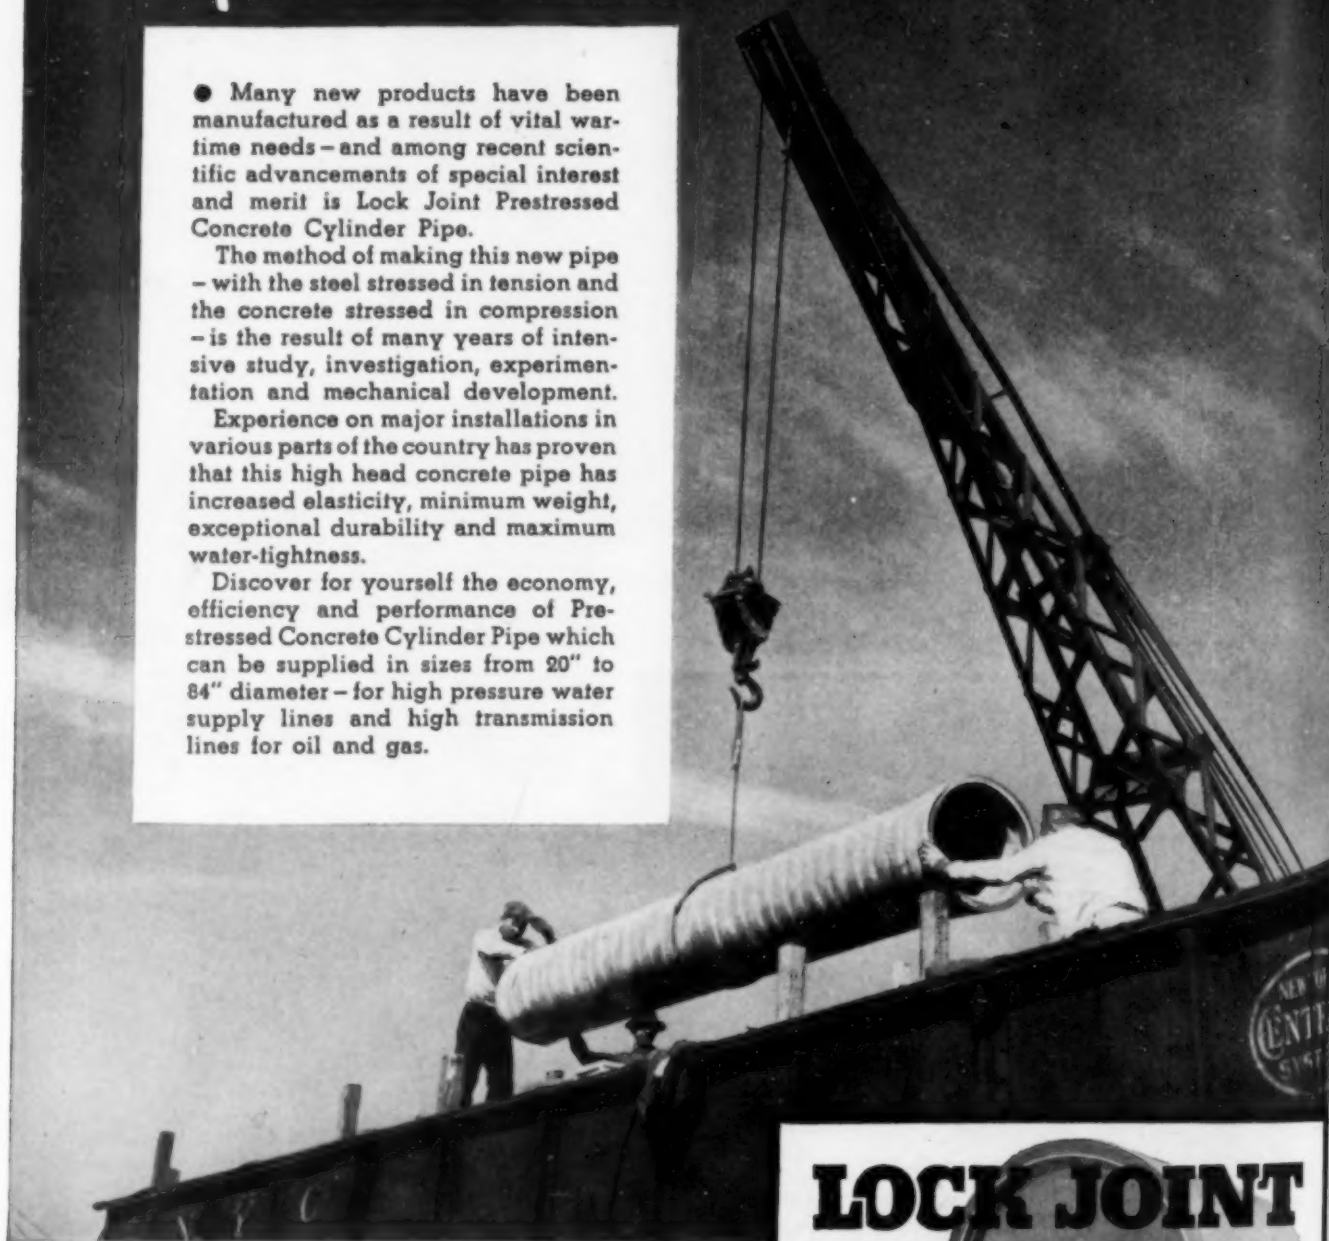 ● Many new products have been
manufactured as a result of vital war-
time needs – and among recent scien-
tific advancements of special interest
and merit is Lock Joint Prestressed
Concrete Cylinder Pipe.
The method of making this new pipe
– with the steel stressed in tension and
the concrete stressed in compression
– is the result of many years of inten-
sive study, investigation, experimen-
tation and mechanical development.
Experience on major installations in
various parts of the country has proven
that this high head concrete pipe has
increased elasticity, minimum weight,
exceptional durability and maximum
water-tightness.
Discover for yourself the economy,
efficiency and performance of Pre-
stressed Concrete Cylinder Pipe which
can be supplied in sizes from 20" to
84" diameter – for high pressure water
supply lines and high transmission
lines for oil and gas.
NEW
CENT
SYS
N Y C
LOCK JOINT